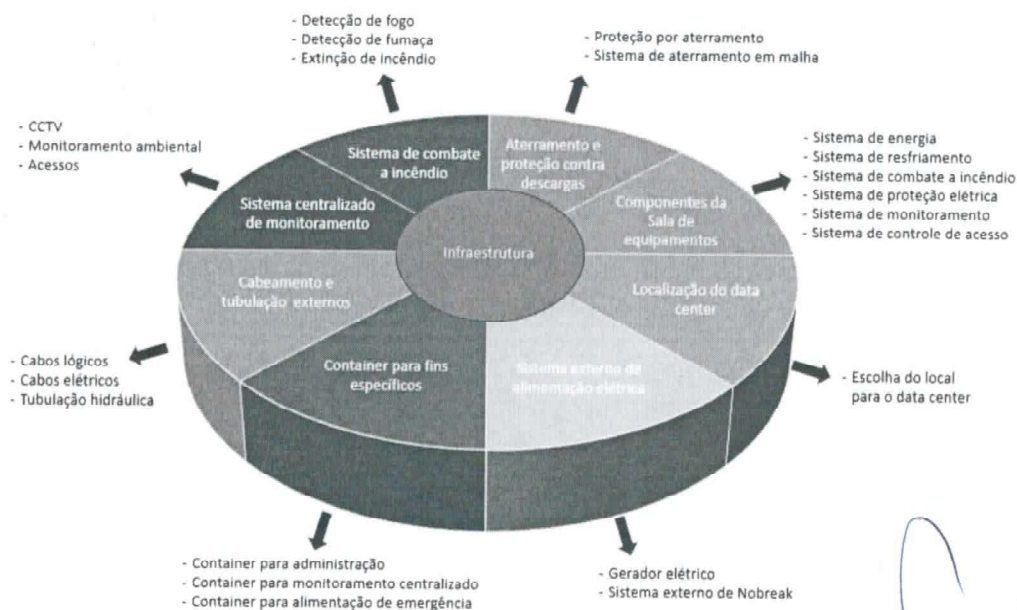 - Detecção de fogo
- Detecção de fumaça
- Extinção de incêndio
- Proteção por aterramento
- Sistema de aterramento em malha
- CCTV
- Monitoramento ambiental
- Acessos
- Sistema de energia
- Sistema de resfriamento
- Sistema de combate a incêndio
- Sistema de proteção elétrica
- Sistema de monitoramento
- Sistema de controle de acesso
Sistema de combate
a incêndio
Aterramento e
proteção contra
descargas
Sistema centralizado
de monitoramento
Componentes da
Sala de
equipamentos
Infraestrutura
Cabeamento e
tubulação externos
Localização do data
center
Container para fins
específicos
Sistema externo de
alimentação elétrica
- Cabos lógicos
- Cabos elétricos
- Tubulação hidráulica
- Escolha do local
para o data center
- Container para administração
- Container para monitoramento centralizado
- Container para alimentação de emergência
- Gerador elétrico
- Sistema externo de Nobreak